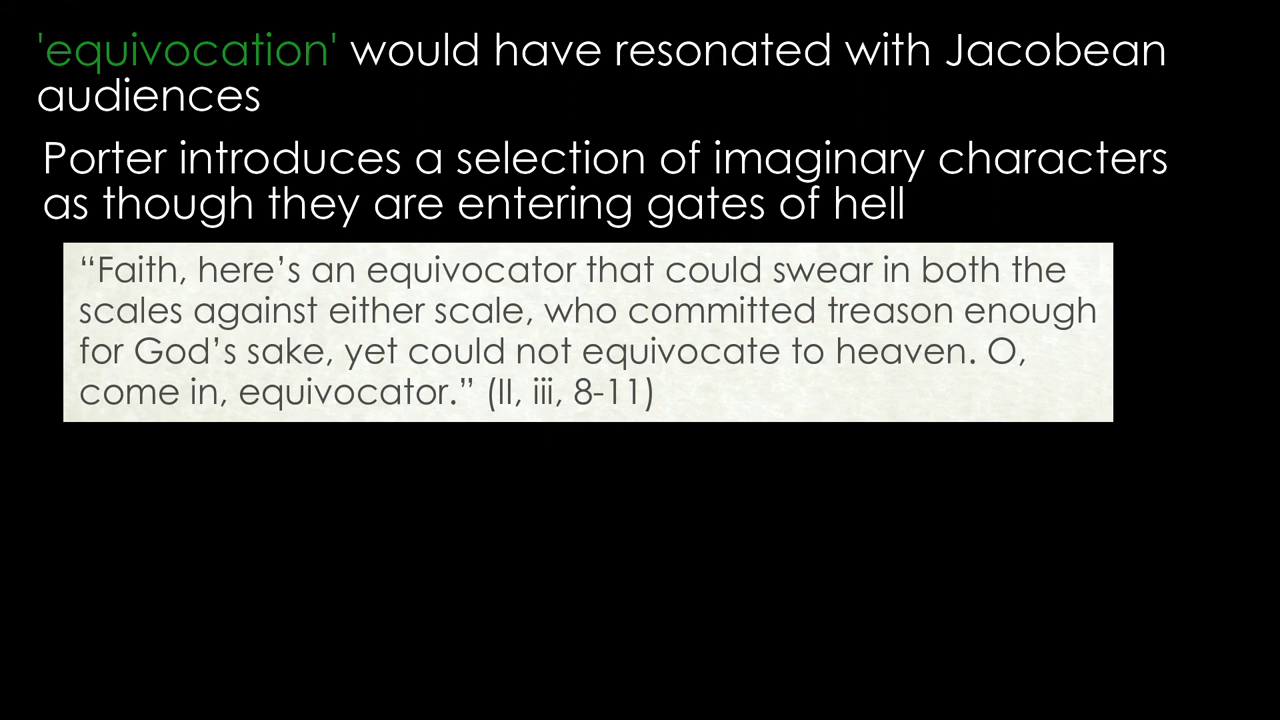 'equivocation' would have resonated with Jacobean
audiences
Porter introduces a selection of imaginary characters
as though they are entering gates of hell
“Faith, here’s an equivocator that could swear in both the
scales against either scale, who committed treason enough
for God’s sake, yet could not equivocate to heaven. O,
come in, equivocator.” (II, iii, 8-11)